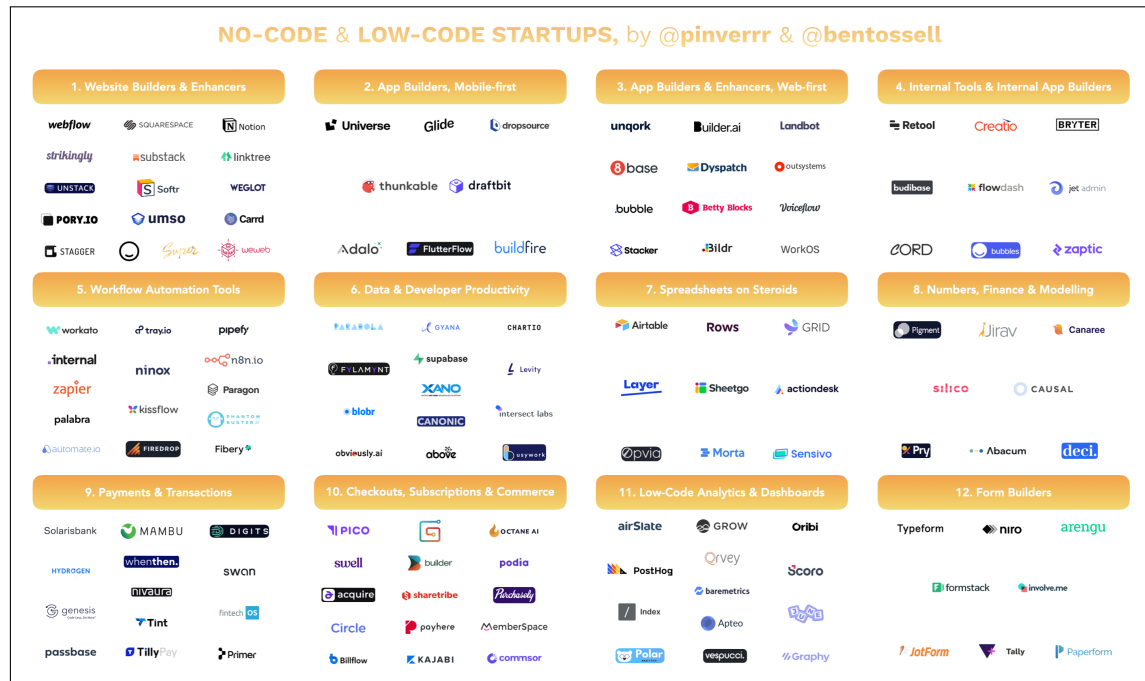 NO-CODE & LOW-CODE STARTUPS, by @pinverrr & @bentossell
1. Website Builders & Enhancers
webflow
SQUARESPACE
Notion
strikingly
substack
linktree
UNSTACK
Softr
WEGLOT
PORY.IO
umso
Carrd
STAGGER
Super
weweb
2. App Builders, Mobile-first
Universe
Glide
dropsource
thunkable
draftbit
Adalo
FlutterFlow
buildfire
3. App Builders & Enhancers, Web-first
unqork
Builder.ai
Landbot
8base
Dyspatch
outsystems
.bubble
Betty Blocks
Voiceflow
Stacker
.Bildr
WorkOS
4. Internal Tools & Internal App Builders
Retool
Creatio
BRYTER
budibase
flowdash
jet admin
CORD
bubbles
zaptic
5. Workflow Automation Tools
workato
tray.io
pipefy
.internal
ninox
n8n.io
zapier
Paragon
palabra
kissflow
PHANTOM
BUSTER
automate.io
FIREDROP
Fibery
6. Data & Developer Productivity
PARABOLA
GYANA
CHARTIO
FYLAMYNT
supabase
Levity
XANO
blobr
CANONIC
intersect labs
obviously.ai
above
Busywork
7. Spreadsheets on Steroids
Airtable
Rows
GRID
Layer
Sheetgo
actiondesk
Opvia
Morta
Sensivo
8. Numbers, Finance & Modelling
Pigment
Jirav
Canaree
silico
CAUSAL
Pry
Abacum
deci.
9. Payments & Transactions
Solarisbank
MAMBU
DIGITS
HYDROGEN
whenthen.
swan
nivaura
genesis
Tint
fintech OS
passbase
TillyPay
Primer
10. Checkouts, Subscriptions & Commerce
PICO
OCTANE AI
swell
builder
podia
acquire
sharetribe
Purchasely
Circle
payhere
MemberSpace
Billflow
KAJABI
commsor
11. Low-Code Analytics & Dashboards
airSlate
GROW
Oribi
PostHog
Qrvey
Scoro
baremetrics
Index
Apteo
JUNE
Polar
vespucci.
Graphy
12. Form Builders
Typeform
niro
arengu
formstack
involve.me
JotForm
Tally
Paperform